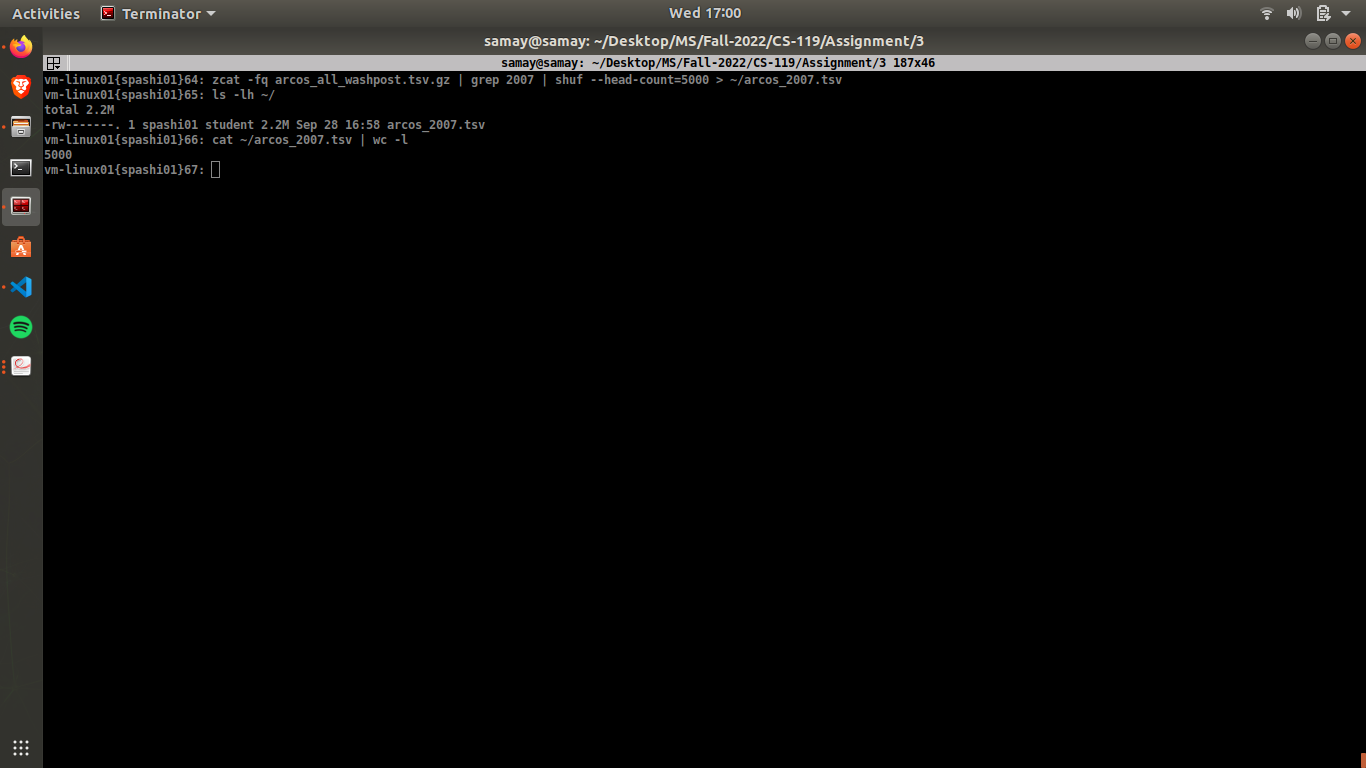 Activities Terminator Wed 17:00
samay@samay: ~/Desktop/MS/Fall-2022/CS-119/Assignment/3
samay@samay: ~/Desktop/MS/Fall-2022/CS-119/Assignment/3 187x46
vm-linux01{spashi01}64: zcat -fq arcos_all_washpost.tsv.gz | grep 2007 | shuf --head-count=5000 > ~/arcos_2007.tsv
vm-linux01{spashi01}65: ls -lh ~/
total 2.2M
-rw-------. 1 spashi01 student 2.2M Sep 28 16:58 arcos_2007.tsv
vm-linux01{spashi01}66: cat ~/arcos_2007.tsv | wc -l
5000
vm-linux01{spashi01}67: